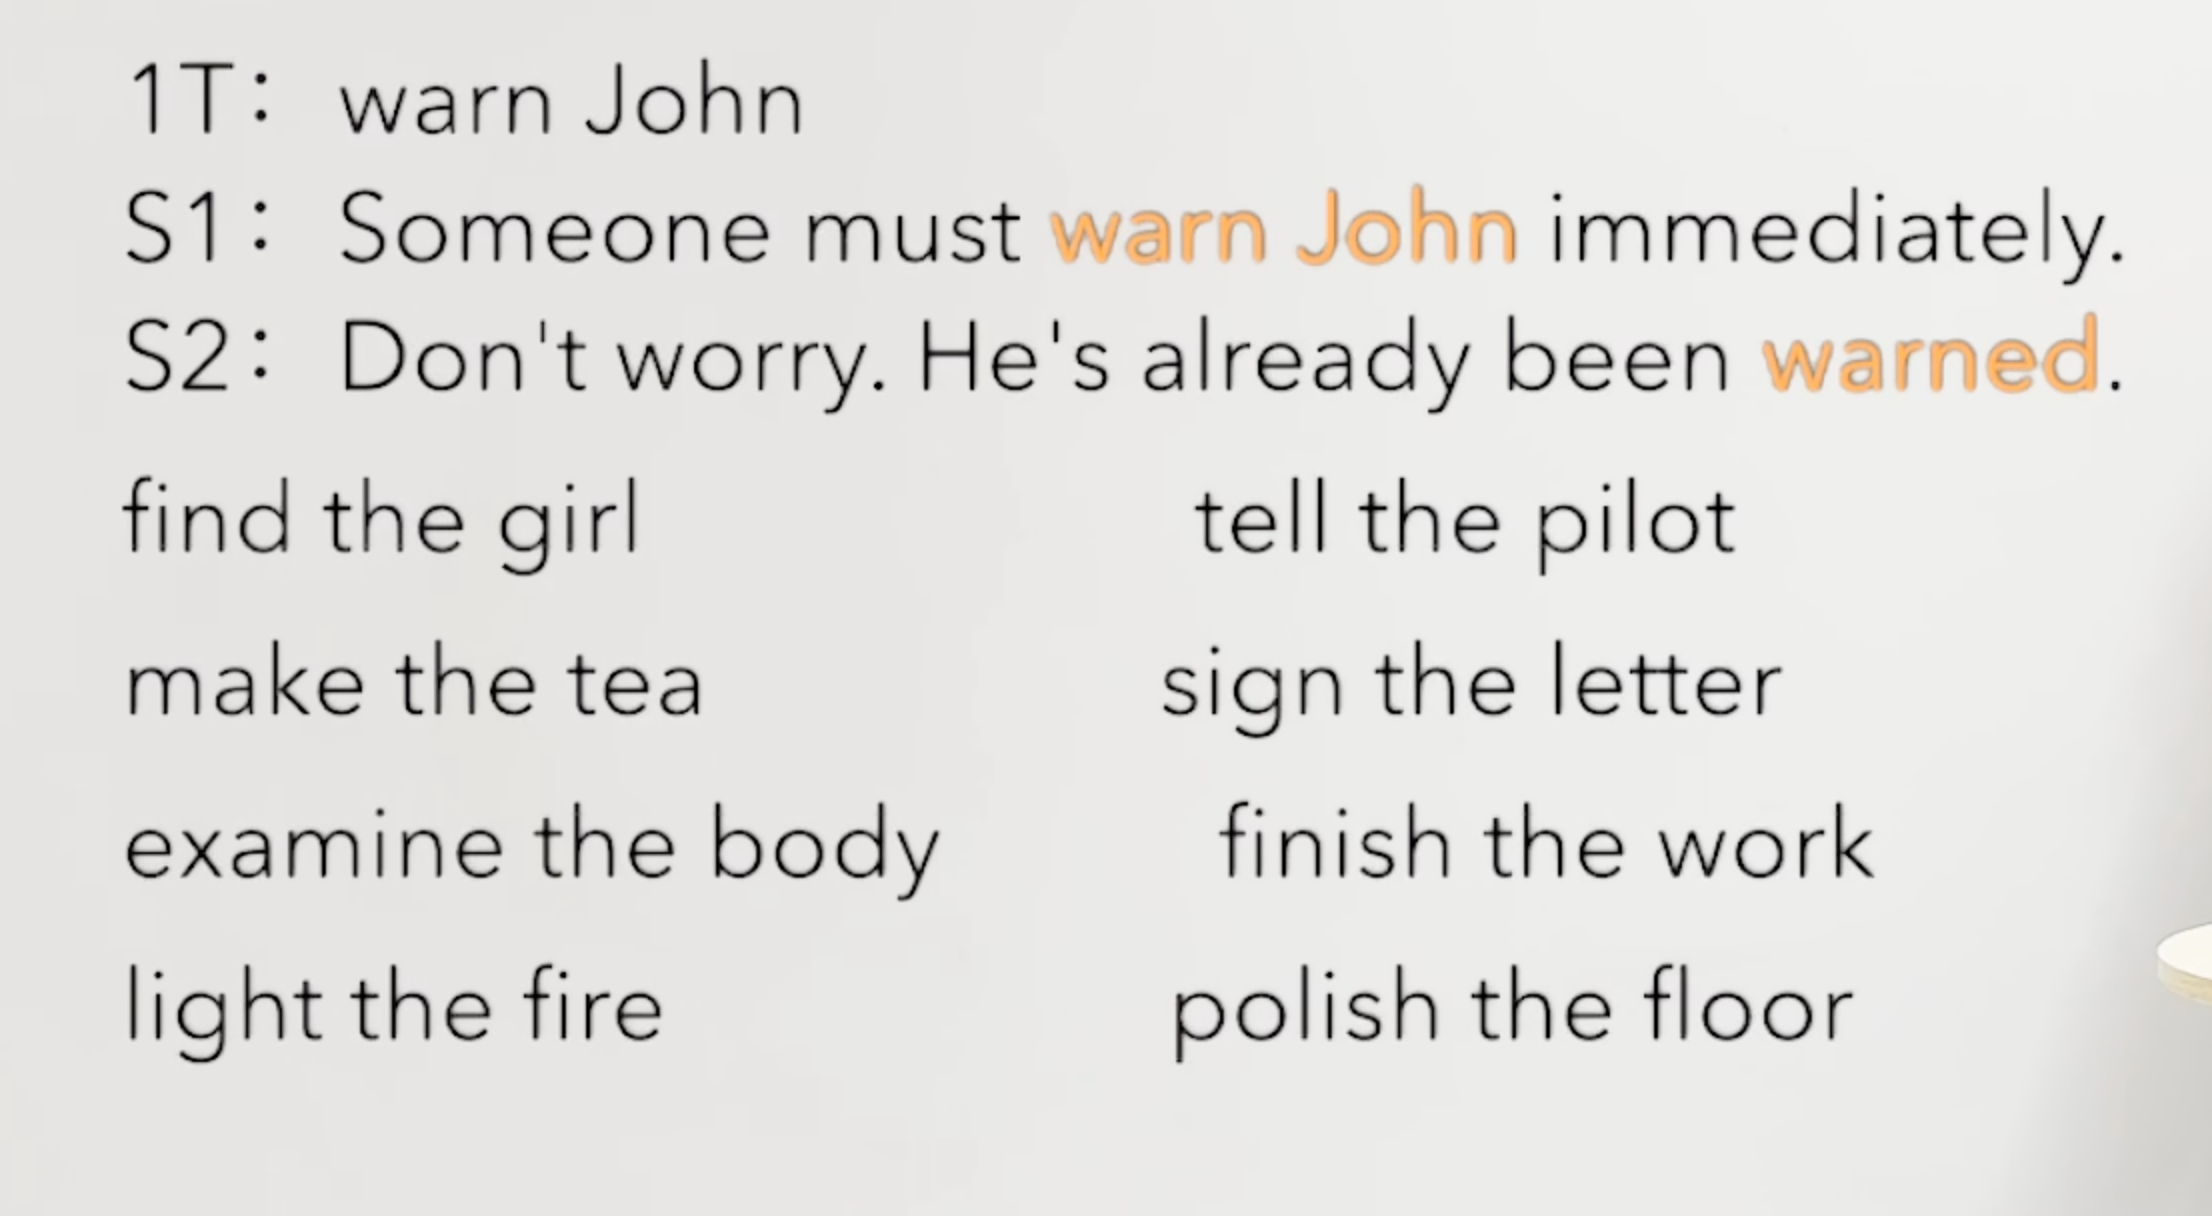 1T: warn John
S1: Someone must warn John immediately.
S2: Don't worry. He's already been warned.
find the girl tell the pilot
make the tea sign the letter
examine the body finish the work
light the fire polish the floor